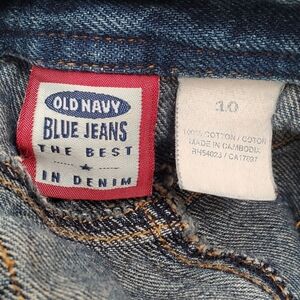 OLD NAVY
BLUE JEANS
THE BEST
IN DENIM
10
100% COTTON / COTON
MADE IN CAMBODIA
RN54023 / CA17897